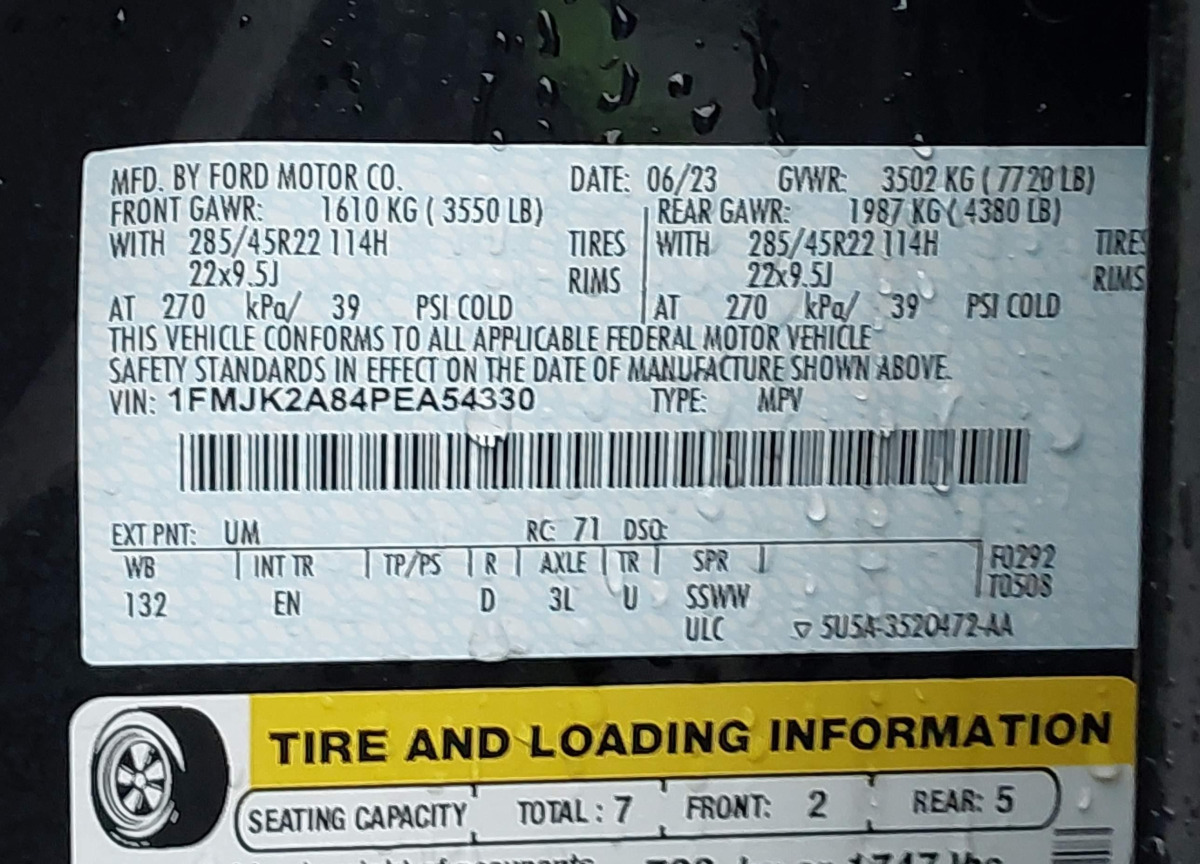 MFD. BY FORD MOTOR CO. DATE: 06/23 GVWR: 3502 KG ( 7720 LB)
FRONT GAWR: 1610 KG ( 3550 LB) REAR GAWR: 1987 KG ( 4380 LB)
WITH 285/45R22 114H TIRES WITH 285/45R22 114H TIRES
22x9.5J RIMS 22x9.5J RIMS
AT 270 kPa/ 39 PSI COLD AT 270 kPa/ 39 PSI COLD
THIS VEHICLE CONFORMS TO ALL APPLICABLE FEDERAL MOTOR VEHICLE
SAFETY STANDARDS IN EFFECT ON THE DATE OF MANUFACTURE SHOWN ABOVE.
VIN: 1FMJK2A84PEA54330 TYPE: MPV
EXT PNT: UM RC: 71 DSO:
WB INT TR TP/PS R AXLE TR SPR F0292
T0508
132 EN D 3L U SSWW
ULC ▽ 5U5A-3520472-AA
TIRE AND LOADING INFORMATION
SEATING CAPACITY TOTAL : 7 FRONT: 2 REAR: 5